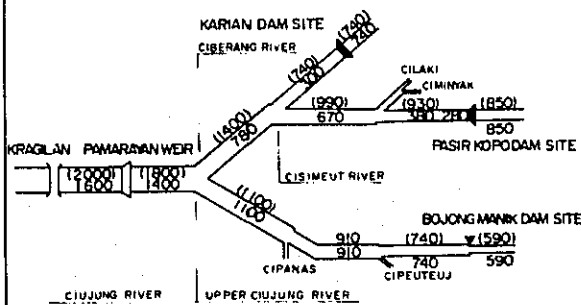 KARIAN DAM SITE
CIBERANG RIVER
(740)
740
(740)
300
CILAKI
CIMINYAK
(1400)
780
(990)
670
(930)
380 280
(850)
850
PASIR KOPO DAM SITE
KRAGILAN
PAMARAYAN WEIR
(2000)
1600
(1800)
1400
CISIMEUT RIVER
(1100)
1100
BOJONG MANIK DAM SITE
910
910
(740)
740
(590)
590
CIPANAS
CIPEUTEUJ
CIUJUNG RIVER
UPPER CIUJUNG RIVER